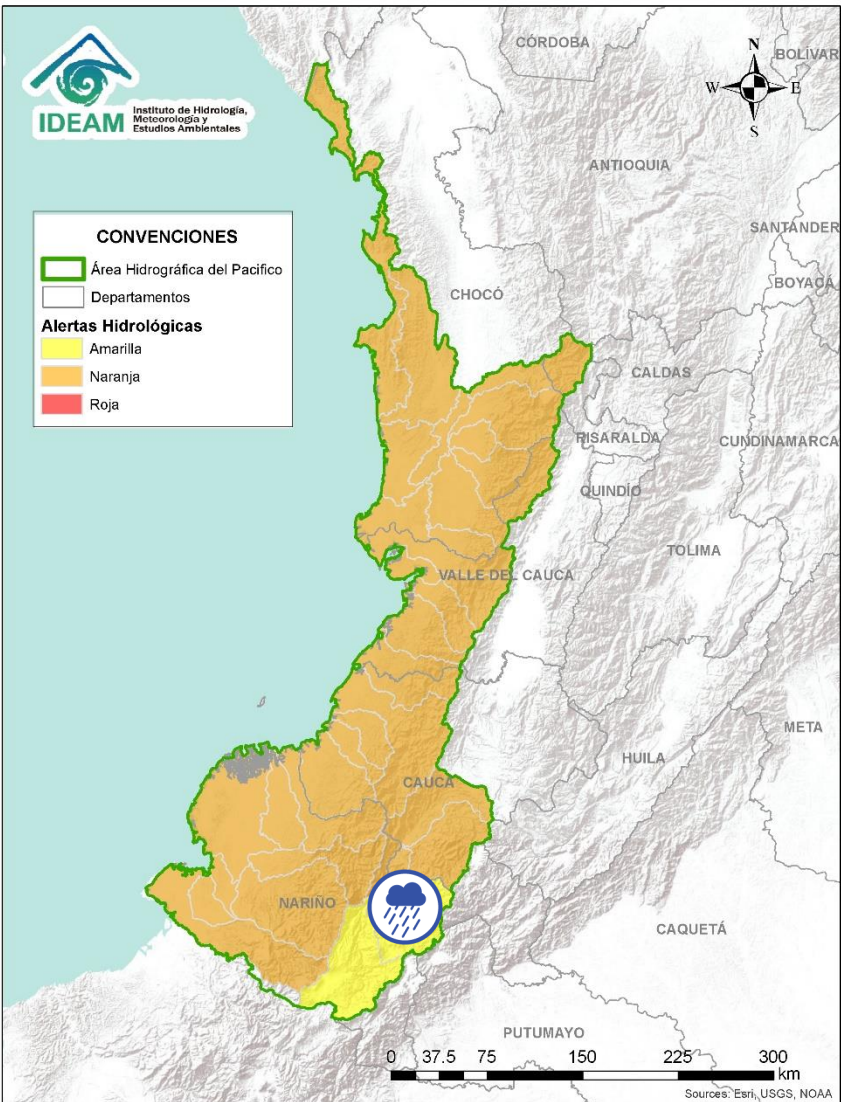 IDEAM
Instituto de Hidrología,
Meteorología y
Estudios Ambientales
N
W
E
S
CÓRDOBA
BOLIVAR
ANTIOQUIA
SANTANDER
BOYACÁ
CONVENCIONES
Área Hidrográfica del Pacifico
Departamentos
Alertas Hidrológicas
Amarilla
Naranja
Roja
CHOCÓ
CALDAS
RISARALDA
CUNDINAMARCA
QUINDÍO
TOLIMA
VALLE DEL CAUCA
META
HUILA
CAUCA
NARIÑO
CAQUETÁ
PUTUMAYO
0 37.5 75 150 225 300
km
Sources: Esri, USGS, NOAA